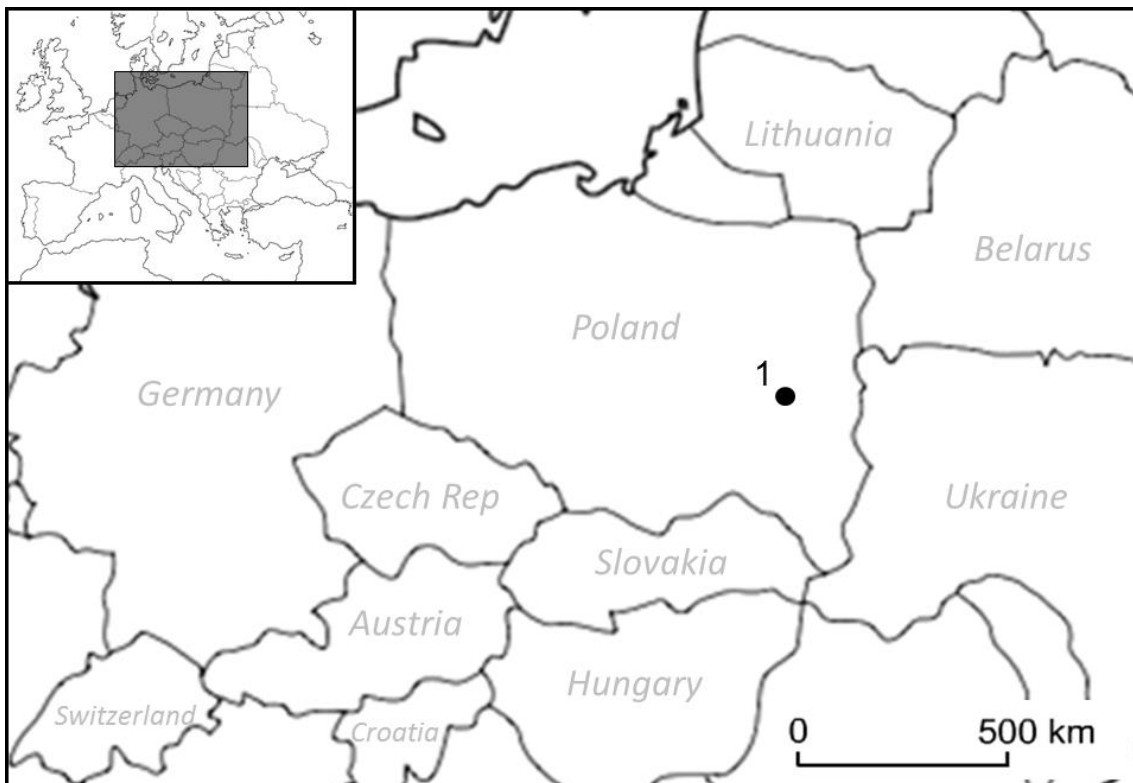 Lithuania
Belarus
Poland
1
Germany
Czech Rep
Ukraine
Slovakia
Austria
Hungary
Switzerland
Croatia
0 500 km